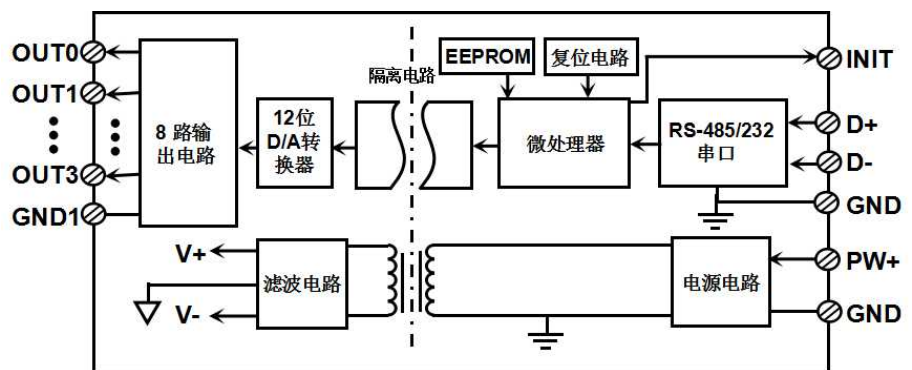 OUT0
OUT1
OUT3
GND1
8 路输
出电路
12位
D/A转
换器
隔离电路
EEPROM
复位电路
微处理器
RS-485/232
串口
INIT
D+
D-
GND
V+
V-
滤波电路
电源电路
PW+
GND